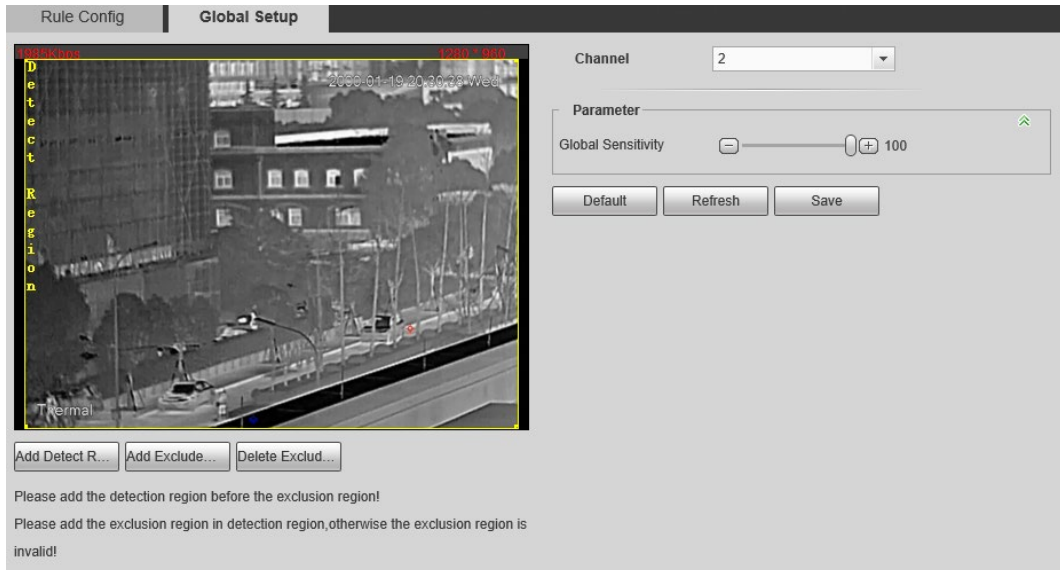 Rule Config
Global Setup
1985Kbps
1280 * 960
Detect Region
Thermal
Channel
2
Parameter
Global Sensitivity
100
Default
Refresh
Save
Add Detect R...
Add Exclude...
Delete Exclud...
Please add the detection region before the exclusion region!
Please add the exclusion region in detection region,otherwise the exclusion region is
invalid!